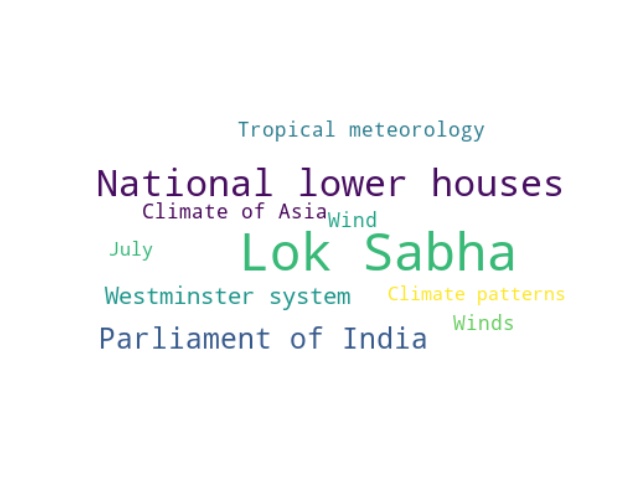 Tropical meteorology
National lower houses
Climate of Asia
Wind
July
Lok Sabha
Westminster system
Climate patterns
Winds
Parliament of India